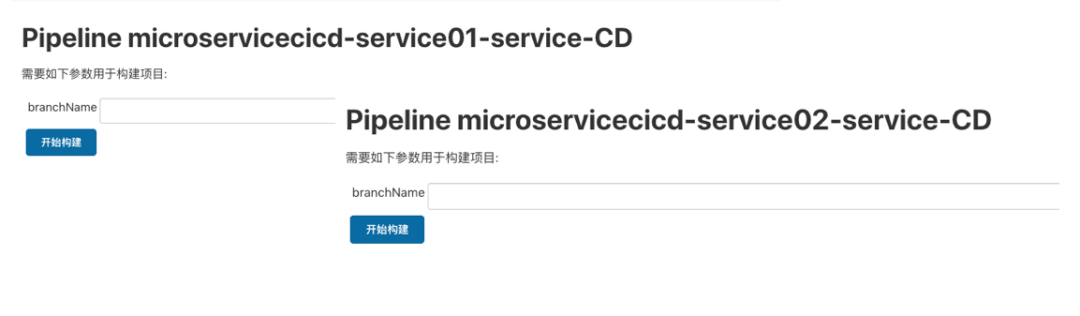 Pipeline microservicecicd-service01-service-CD
需要如下参数用于构建项目:
branchName
开始构建
Pipeline microservicecicd-service02-service-CD
需要如下参数用于构建项目:
branchName
开始构建